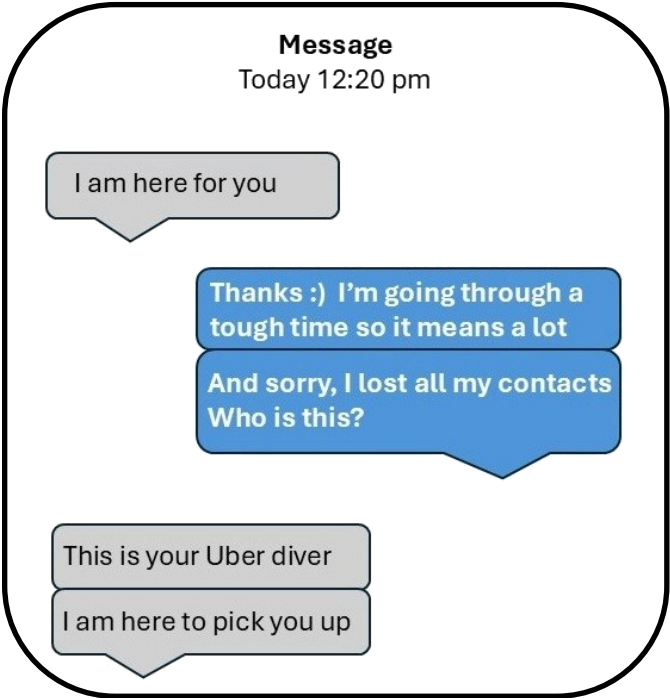 Message
Today 12:20 pm
I am here for you
Thanks :) I’m going through a
tough time so it means a lot
And sorry, I lost all my contacts
Who is this?
This is your Uber diver
I am here to pick you up